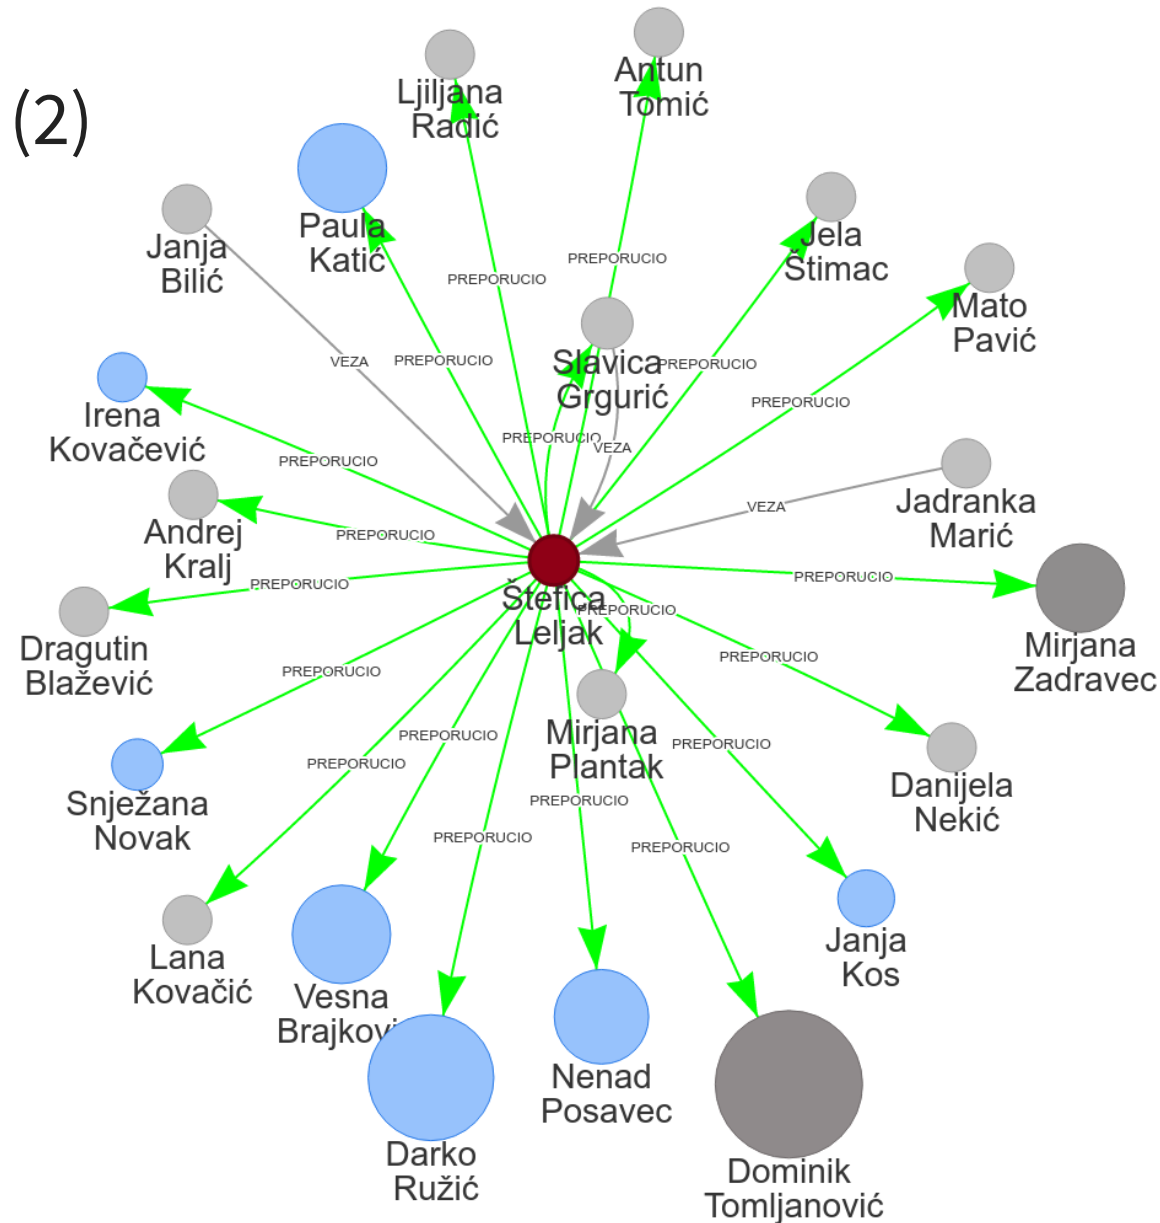 (2)
Ljiljana
Radić
Antun
Tomić
Paula
Katić
Janja
Bilić
Jela
Štimac
Mato
Pavić
PREPORUCIO
PREPORUCIO
Slavica
Grgurić
VEZA
PREPORUCIO
PREPORUCIO
Irena
Kovačević
PREPORUCIO
PREPORUCIO
VEZA
PREPORUCIO
Jadranka
Marić
VEZA
Andrej
Kralj
PREPORUCIO
PREPORUCIO
PREPORUCIO
Štefica
Leljak
PREPORUCIO
Dragutin
Blažević
Mirjana
Zadravec
PREPORUCIO
PREPORUCIO
Mirjana
Plantak
PREPORUCIO
PREPORUCIO
PREPORUCIO
Snježana
Novak
Danijela
Nekić
PREPORUCIO
PREPORUCIO
PREPORUCIO
Lana
Kovačić
Janja
Kos
Vesna
Brajkovi
Nenad
Posavec
Darko
Ružić
Dominik
Tomljanović